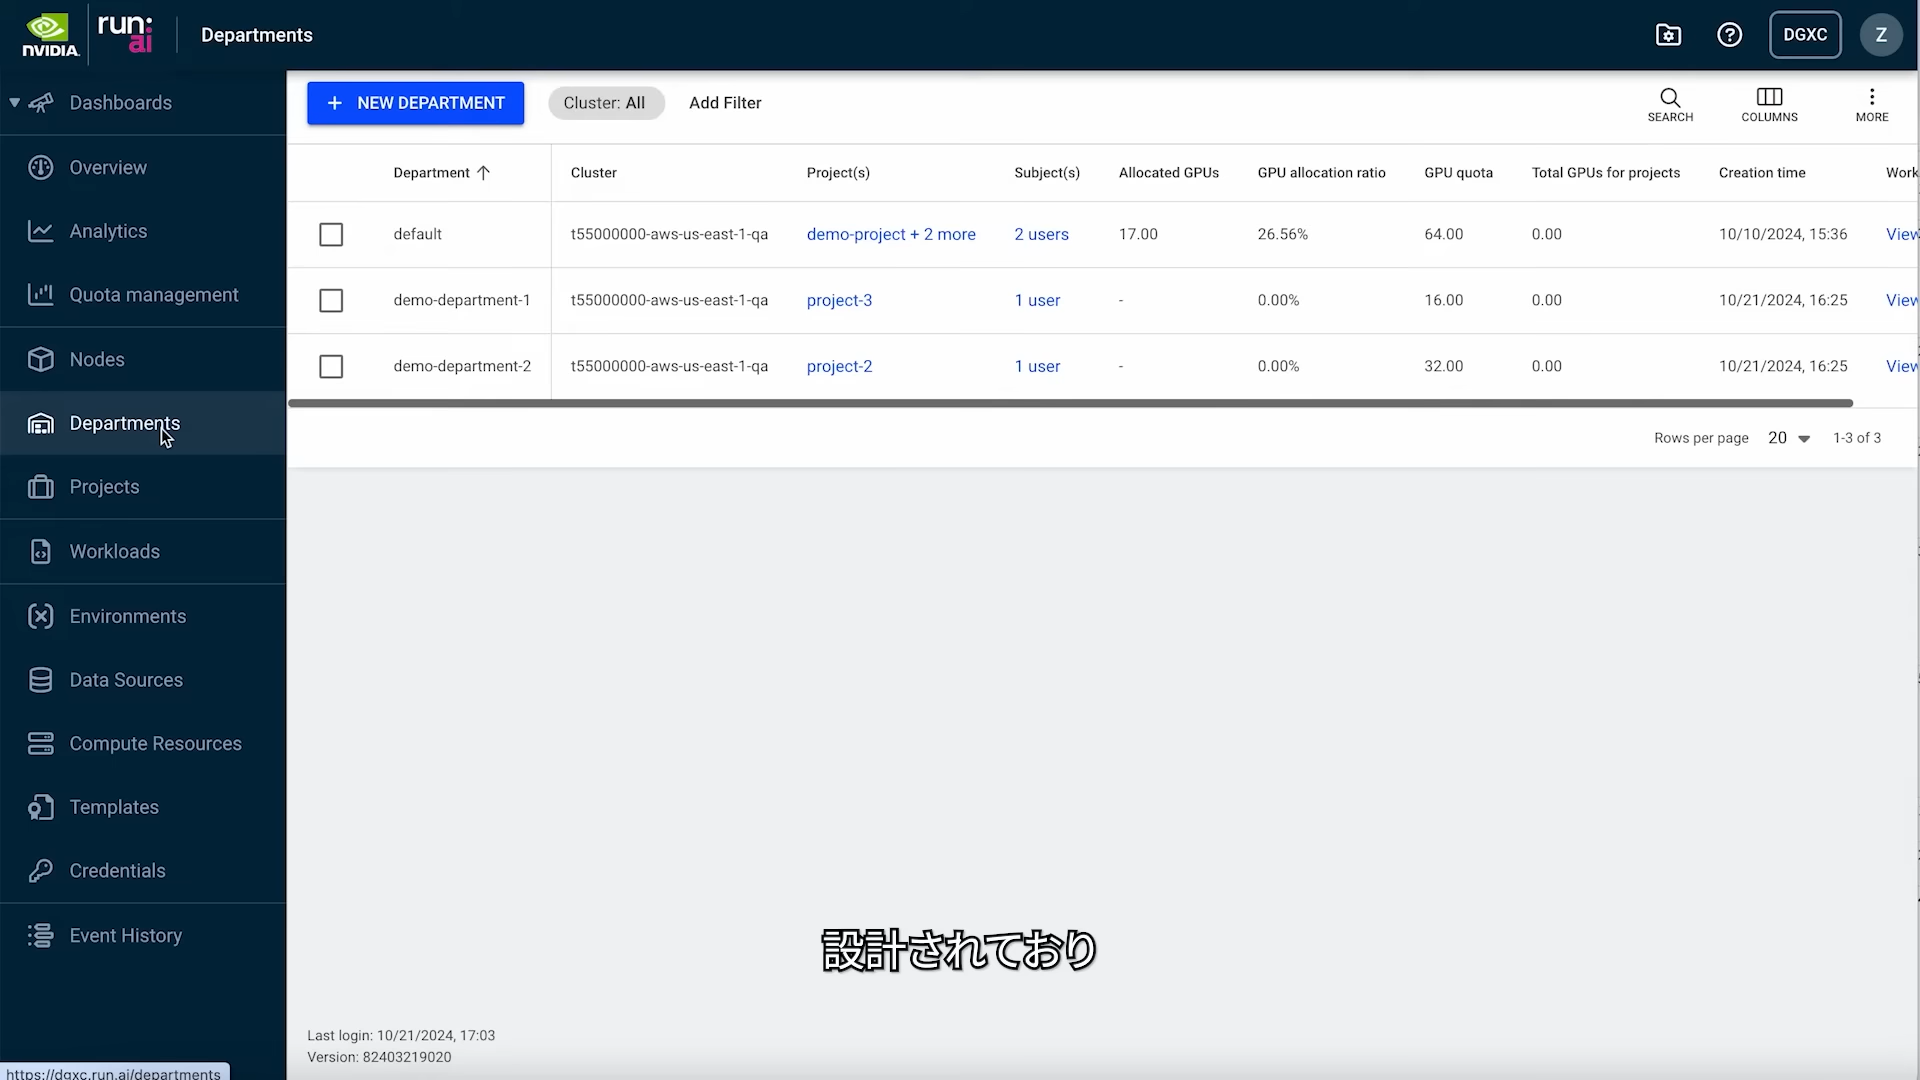 NVIDIA. run: ai Departments DGXC Z
Dashboards
Overview
Analytics
Quota management
Nodes
Departments
Projects
Workloads
Environments
Data Sources
Compute Resources
Templates
Credentials
Event History
+ NEW DEPARTMENT Cluster: All Add Filter SEARCH COLUMNS MORE
Department Cluster Project(s) Subject(s) Allocated GPUs GPU allocation ratio GPU quota Total GPUs for projects Creation time Work
default t55000000-aws-us-east-1-qa demo-project + 2 more 2 users 17.00 26.56% 64.00 0.00 10/10/2024, 15:36 View
demo-department-1 t55000000-aws-us-east-1-qa project-3 1 user - 0.00% 16.00 0.00 10/21/2024, 16:25 View
demo-department-2 t55000000-aws-us-east-1-qa project-2 1 user - 0.00% 32.00 0.00 10/21/2024, 16:25 View
Rows per page 20 1-3 of 3
設計されており
Last login: 10/21/2024, 17:03
Version: 82403219020
https://dgxc.run.ai/departments